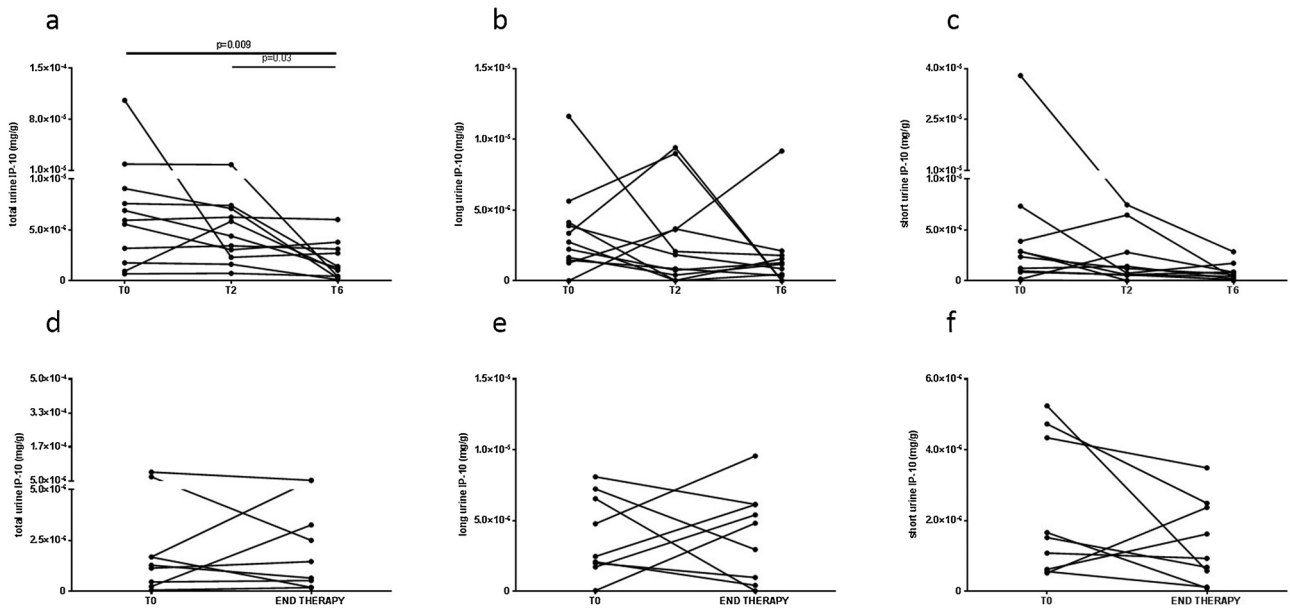 a
p=0.009
p=0.03
total urine IP-10 (mg/g)
1.5×10⁻⁴
8.0×10⁻⁵
1.0×10⁻⁵
1.0×10⁻⁵
5.0×10⁻⁶
0
T0 T2 T6
b
long urine IP-10 (mg/g)
1.5×10⁻⁵
1.0×10⁻⁵
5.0×10⁻⁶
0
T0 T2 T6
c
short urine IP-10 (mg/g)
4.0×10⁻⁵
2.5×10⁻⁵
1.0×10⁻⁵
1.0×10⁻⁵
5.0×10⁻⁶
0
T0 T2 T6
d
total urine IP-10 (mg/g)
5.0×10⁻⁴
3.3×10⁻⁴
1.7×10⁻⁴
5.0×10⁻⁶
5.0×10⁻⁶
2.5×10⁻⁶
0
T0 END THERAPY
e
long urine IP-10 (mg/g)
1.5×10⁻⁵
1.0×10⁻⁵
5.0×10⁻⁶
0
T0 END THERAPY
f
short urine IP-10 (mg/g)
6.0×10⁻⁶
4.0×10⁻⁶
2.0×10⁻⁶
0
T0 END THERAPY